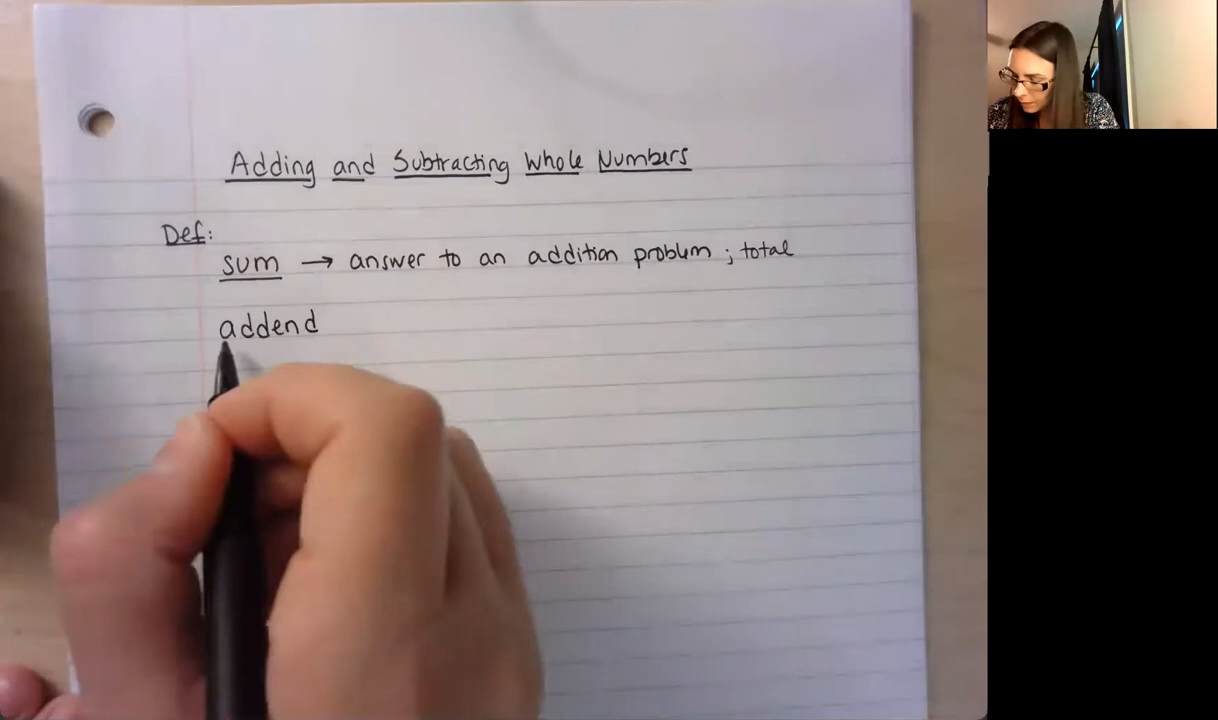 Adding and Subtracting Whole Numbers
Def:
sum → answer to an addition problem ; total
addend